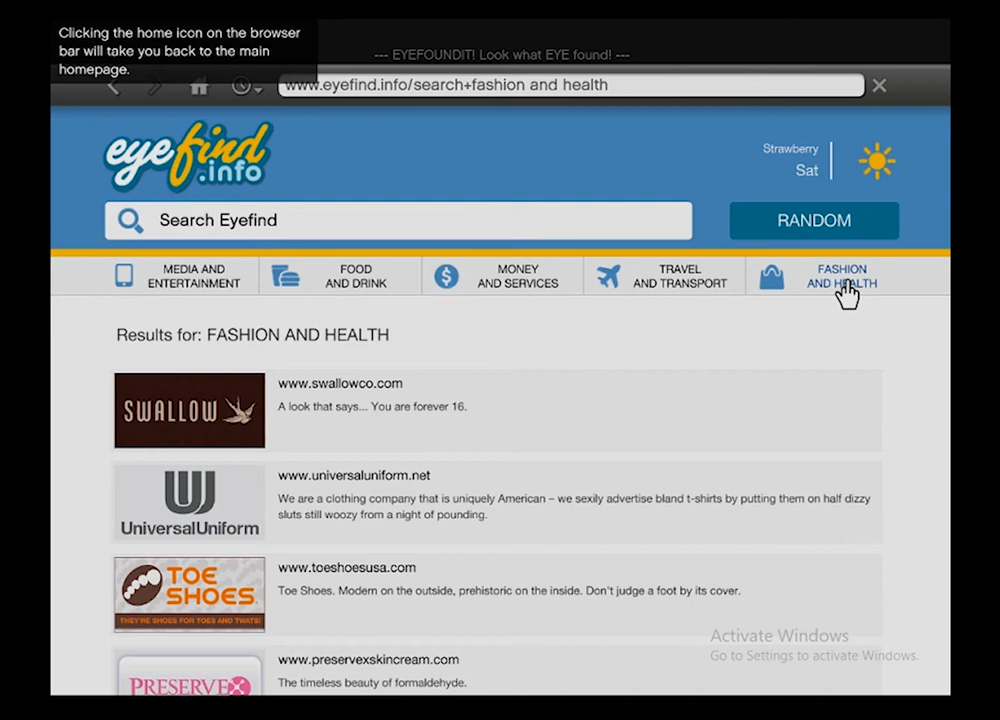 Clicking the home icon on the browser
bar will take you back to the main
homepage.
--- EYEFOUNDIT! Look what EYE found! ---
www.eyefind.info/search+fashion and health
eyefind
.info
Strawberry
Sat
Search Eyefind
RANDOM
MEDIA AND
ENTERTAINMENT
FOOD
AND DRINK
MONEY
AND SERVICES
TRAVEL
AND TRANSPORT
FASHION
AND HEALTH
Results for: FASHION AND HEALTH
SWALLOW
www.swallowco.com
A look that says... You are forever 16.
UniversalUniform
www.universaluniform.net
We are a clothing company that is uniquely American – we sexily advertise bland t-shirts by putting them on half dizzy
sluts still woozy from a night of pounding.
TOE
SHOES
THEY'RE SHOES FOR TOES AND TWATS!
www.toeshoesusa.com
Toe Shoes. Modern on the outside, prehistoric on the inside. Don't judge a foot by its cover.
PRESERVEX
www.preservexskincream.com
The timeless beauty of formaldehyde.
Activate Windows
Go to Settings to activate Windows.